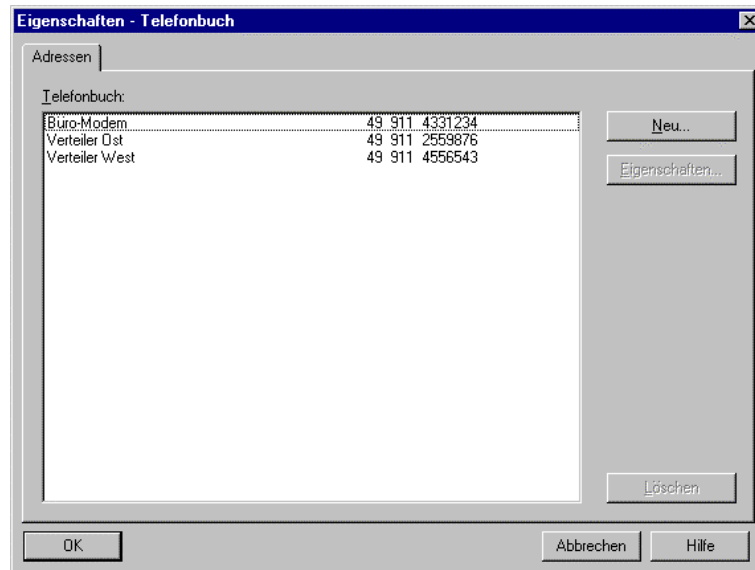 Eigenschaften - Telefonbuch
Adressen
Telefonbuch:
Büro-Modem 49 911 4331234
Verteiler Ost 49 911 2559876
Verteiler West 49 911 4556543
Neu...
Eigenschaften...
Löschen
OK Abbrechen Hilfe